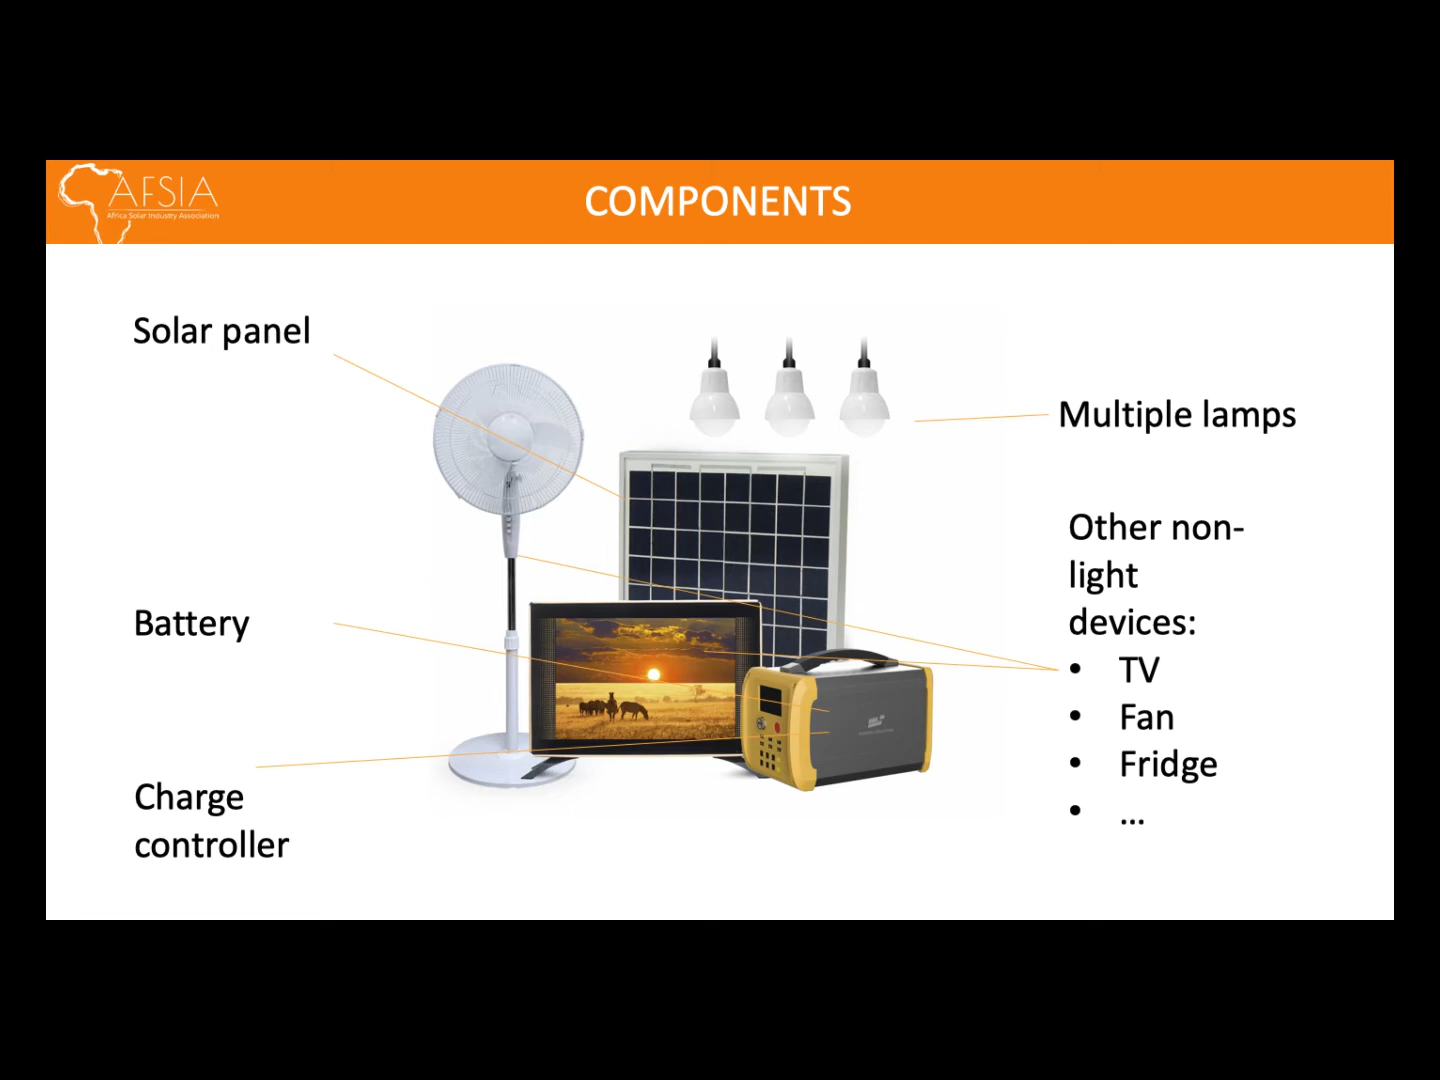 AFSIA
Africa Solar Industry Association
COMPONENTS
Solar panel
Multiple lamps
Other non-
light
devices:
• TV
• Fan
• Fridge
• ...
Battery
Charge
controller